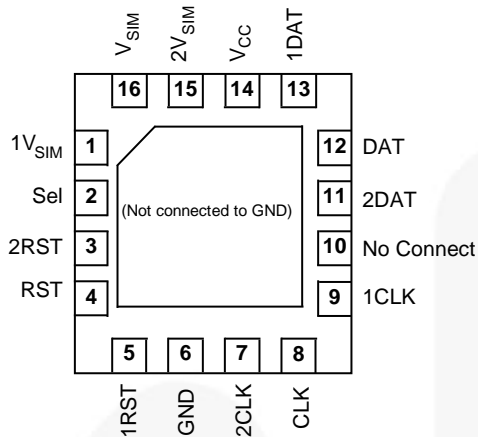 V_SIM 2V_SIM V_CC 1DAT
16 15 14 13
1V_SIM 1 12 DAT
Sel 2 (Not connected to GND) 11 2DAT
2RST 3 10 No Connect
RST 4 9 1CLK
5 6 7 8
1RST GND 2CLK CLK